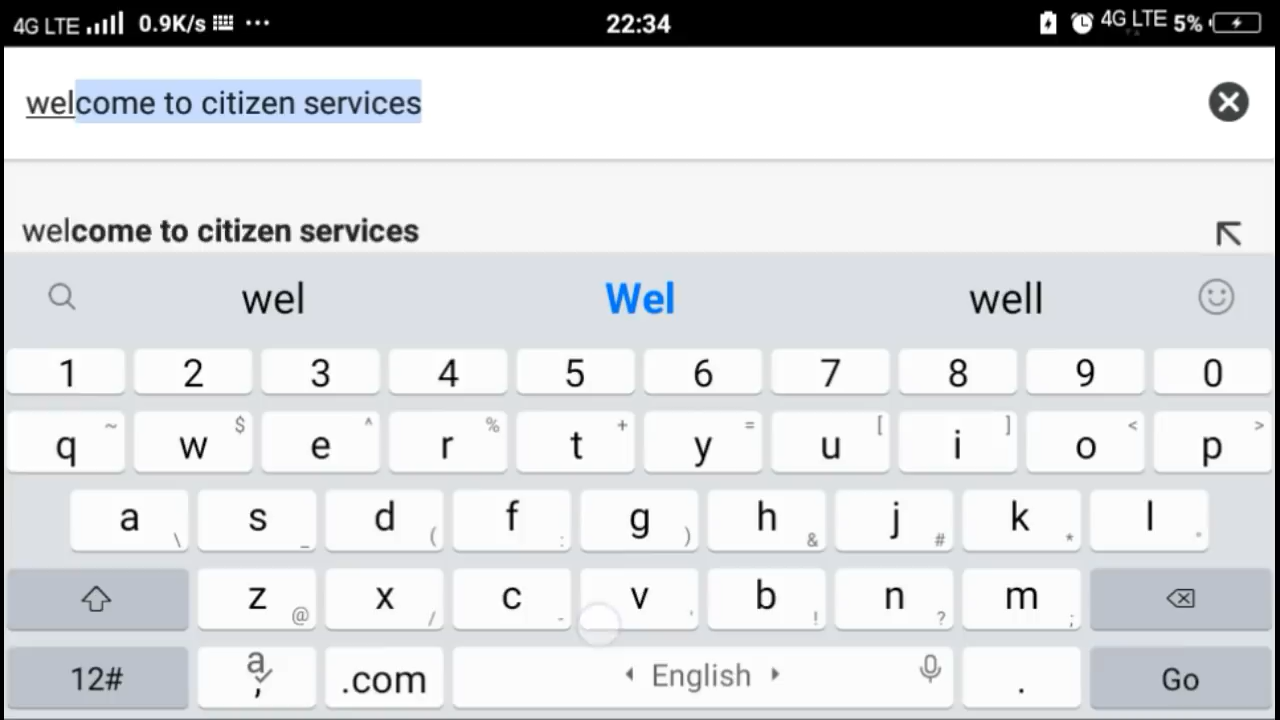 4G LTE 0.9K/s ··· 22:34 4G LTE 5%
welcome to citizen services
welcome to citizen services
wel Wel well
1 2 3 4 5 6 7 8 9 0
q ~ w $ e ^ r % t + y = u [ i ] o < p >
a \ s _ d ( f : g ) h & j # k * l "
z @ x / c - v ' b ! n ? m ;
12# a , .com English . Go